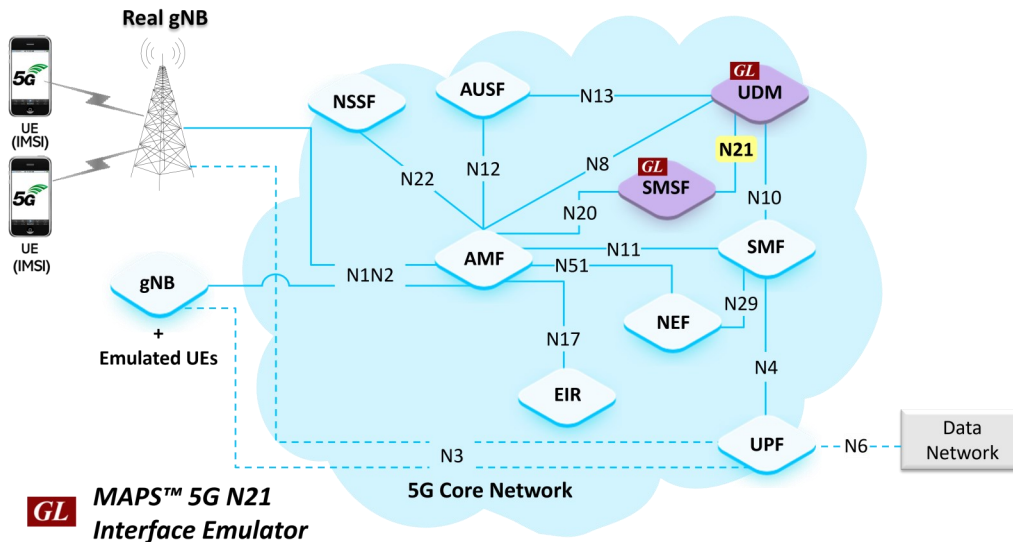 Real gNB
5G
UE
(IMSI)
5G
UE
(IMSI)
NSSF
AUSF
N13
GL
UDM
N22
N12
N8
N21
GL
SMSF
N20
N10
AMF
N11
SMF
N1N2
N51
N29
gNB
NEF
+
Emulated UEs
N17
N4
EIR
N3
UPF
N6
Data
Network
5G Core Network
GL
MAPS™ 5G N21
Interface Emulator